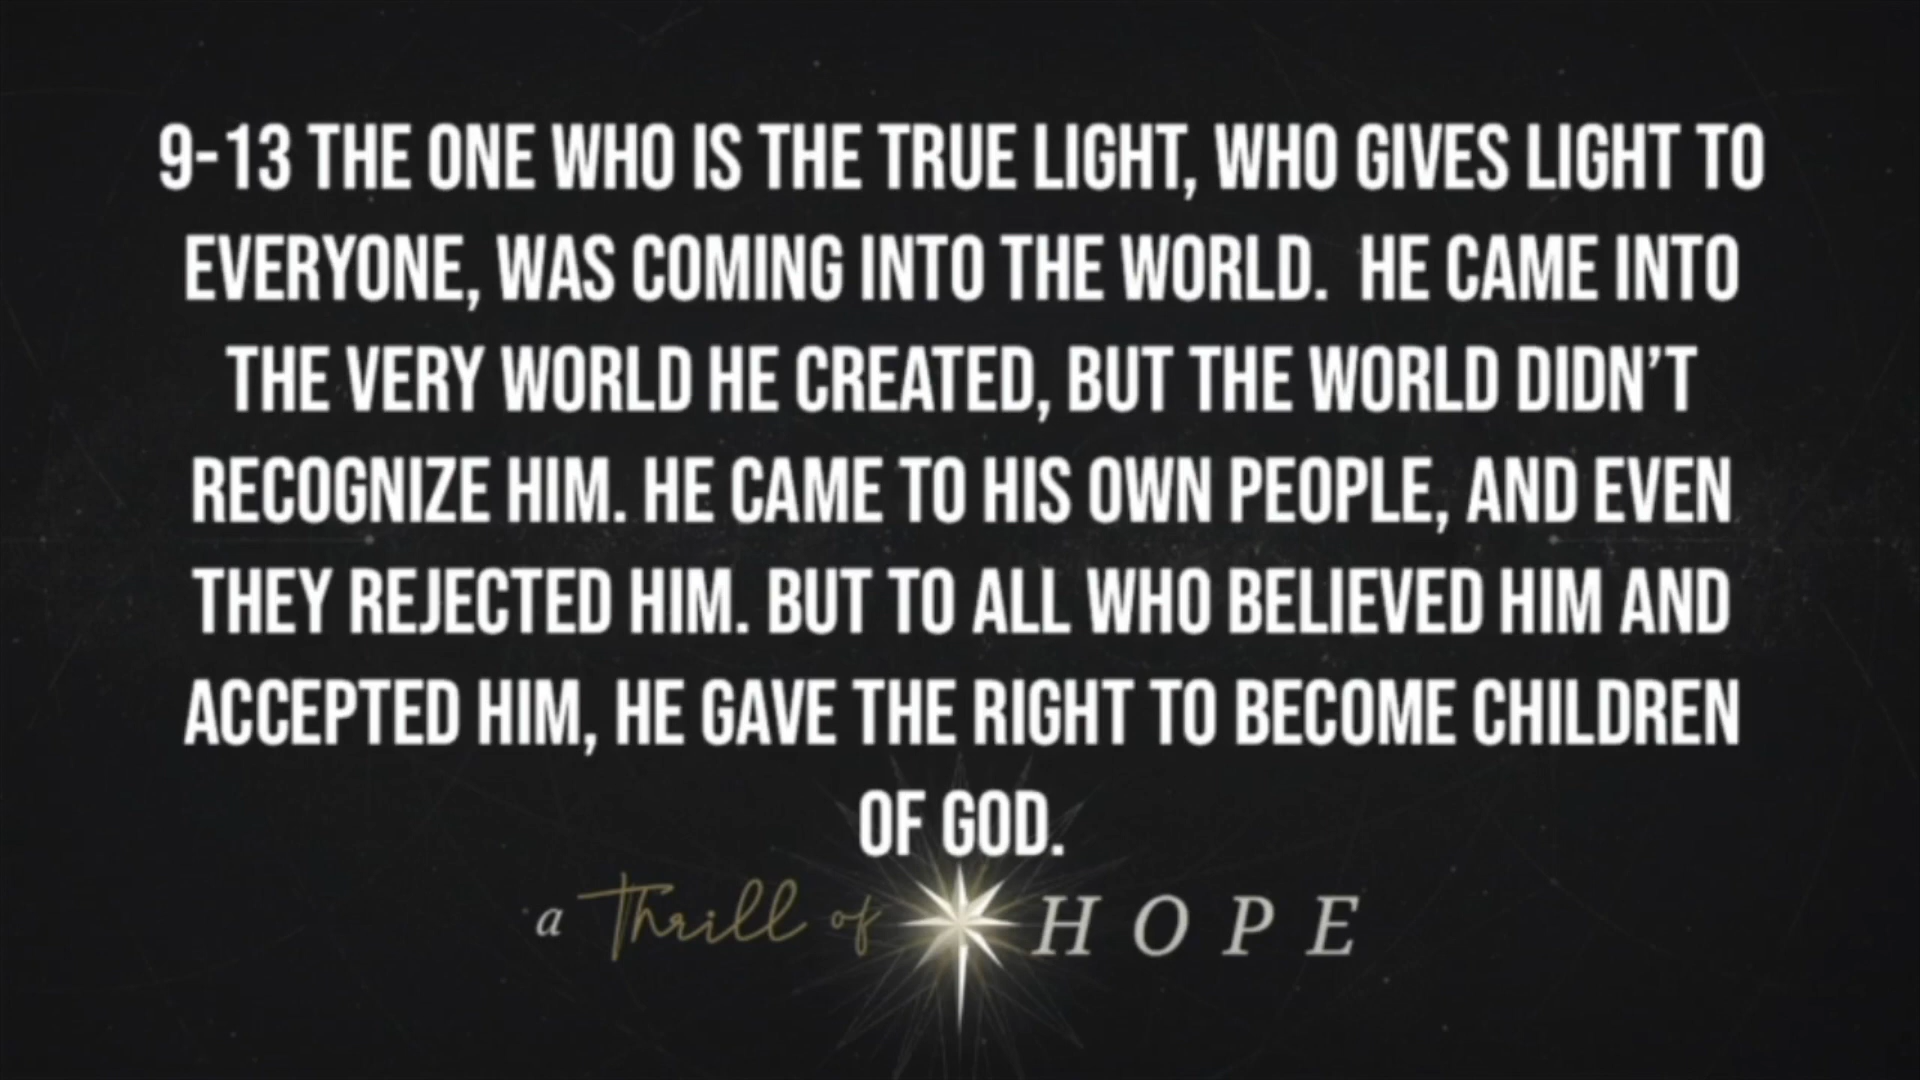 9-13 THE ONE WHO IS THE TRUE LIGHT, WHO GIVES LIGHT TO
EVERYONE, WAS COMING INTO THE WORLD.  HE CAME INTO
THE VERY WORLD HE CREATED, BUT THE WORLD DIDN’T
RECOGNIZE HIM. HE CAME TO HIS OWN PEOPLE, AND EVEN
THEY REJECTED HIM. BUT TO ALL WHO BELIEVED HIM AND
ACCEPTED HIM, HE GAVE THE RIGHT TO BECOME CHILDREN
OF GOD.
a Thrill of HOPE